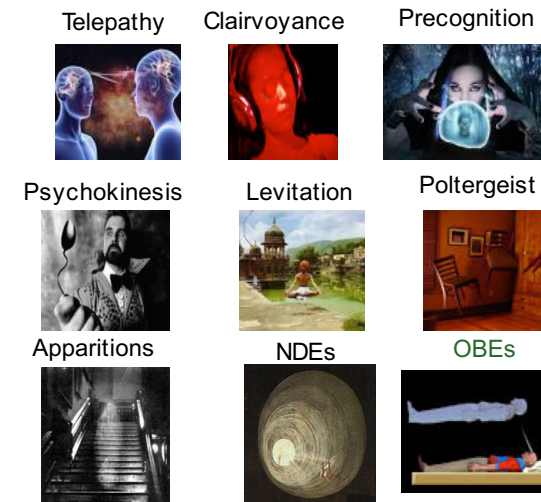 Telepathy
Clairvoyance
Precognition
Psychokinesis
Levitation
Poltergeist
Apparitions
NDEs
OBEs